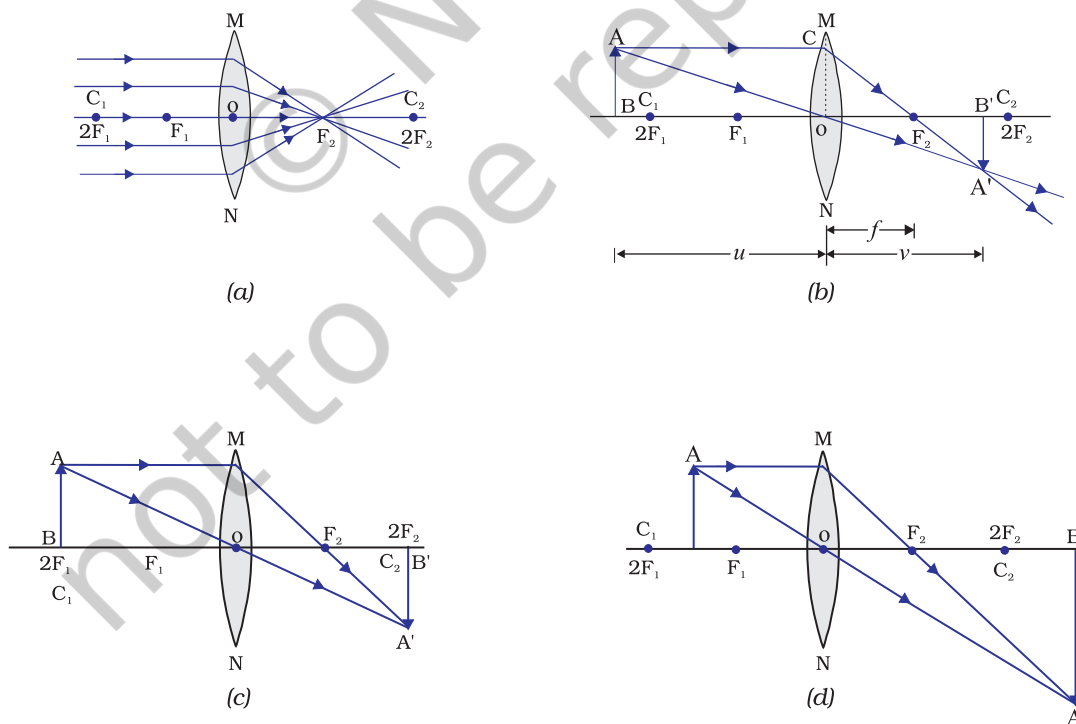 © N
not to be rep
M
C₁
O
C₂
2F₁
F₁
F₂
2F₂
N
(a)
M
A
C
B
C₁
B'
C₂
2F₁
F₁
O
F₂
2F₂
A'
N
f
u
v
(b)
M
A
B
O
F₂
2F₂
2F₁
F₁
C₂
B'
C₁
A'
N
(c)
M
A
C₁
O
F₂
2F₂
2F₁
F₁
C₂
N
(d)